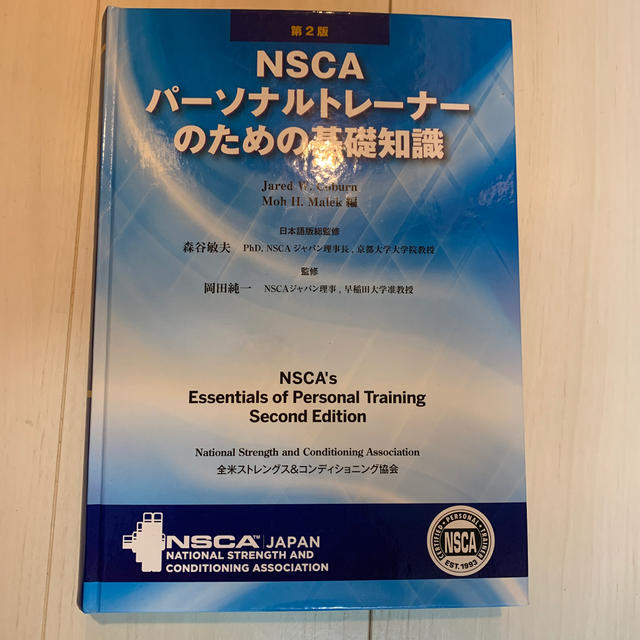 第2版
NSCA
パーソナルトレーナー
のための基礎知識
Jared W. Coburn
Moh H. Malek 編
日本語版総監修
森谷敏夫 PhD, NSCA ジャパン理事長, 京都大学大学院教授
監修
岡田純一 NSCAジャパン理事, 早稲田大学准教授
NSCA's
Essentials of Personal Training
Second Edition
National Strength and Conditioning Association
全米ストレングス&コンディショニング協会
NSCA™ JAPAN
NATIONAL STRENGTH AND
CONDITIONING ASSOCIATION
CERTIFIED • PERSONAL • TRAINER
NSCA
EST. 1993